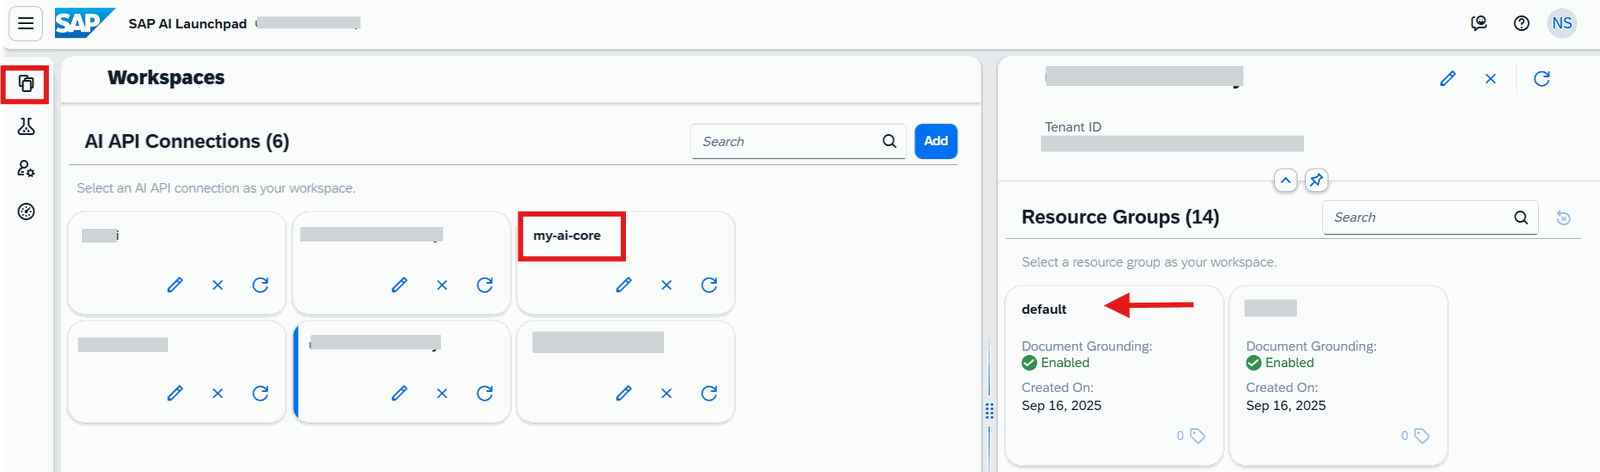 SAP SAP AI Launchpad
NS
Workspaces
AI API Connections (6)
Search
Add
Select an AI API connection as your workspace.
my-ai-core
Tenant ID
Resource Groups (14)
Search
Select a resource group as your workspace.
default
Document Grounding:
Enabled
Created On:
Sep 16, 2025
0
Document Grounding:
Enabled
Created On:
Sep 16, 2025
0